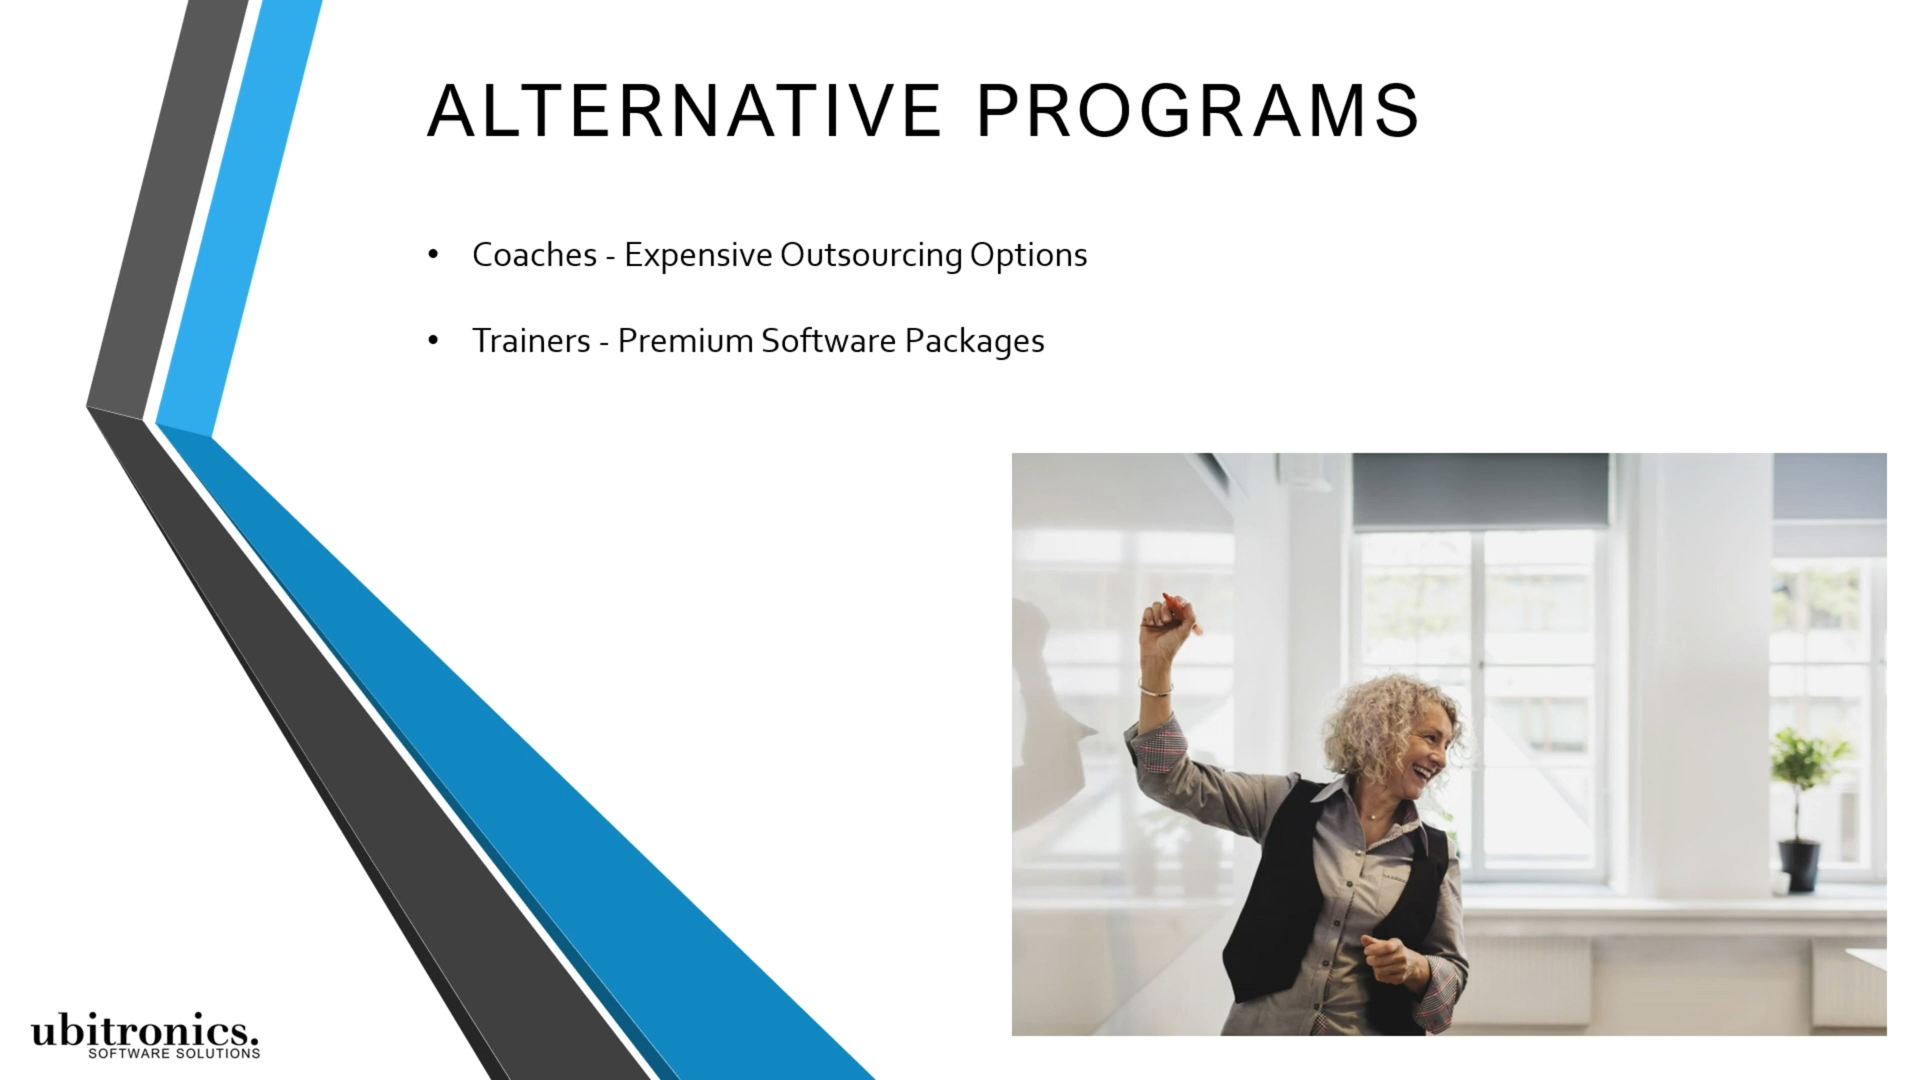 ALTERNATIVE PROGRAMS
• Coaches - Expensive Outsourcing Options
• Trainers - Premium Software Packages
ubitronics.
SOFTWARE SOLUTIONS